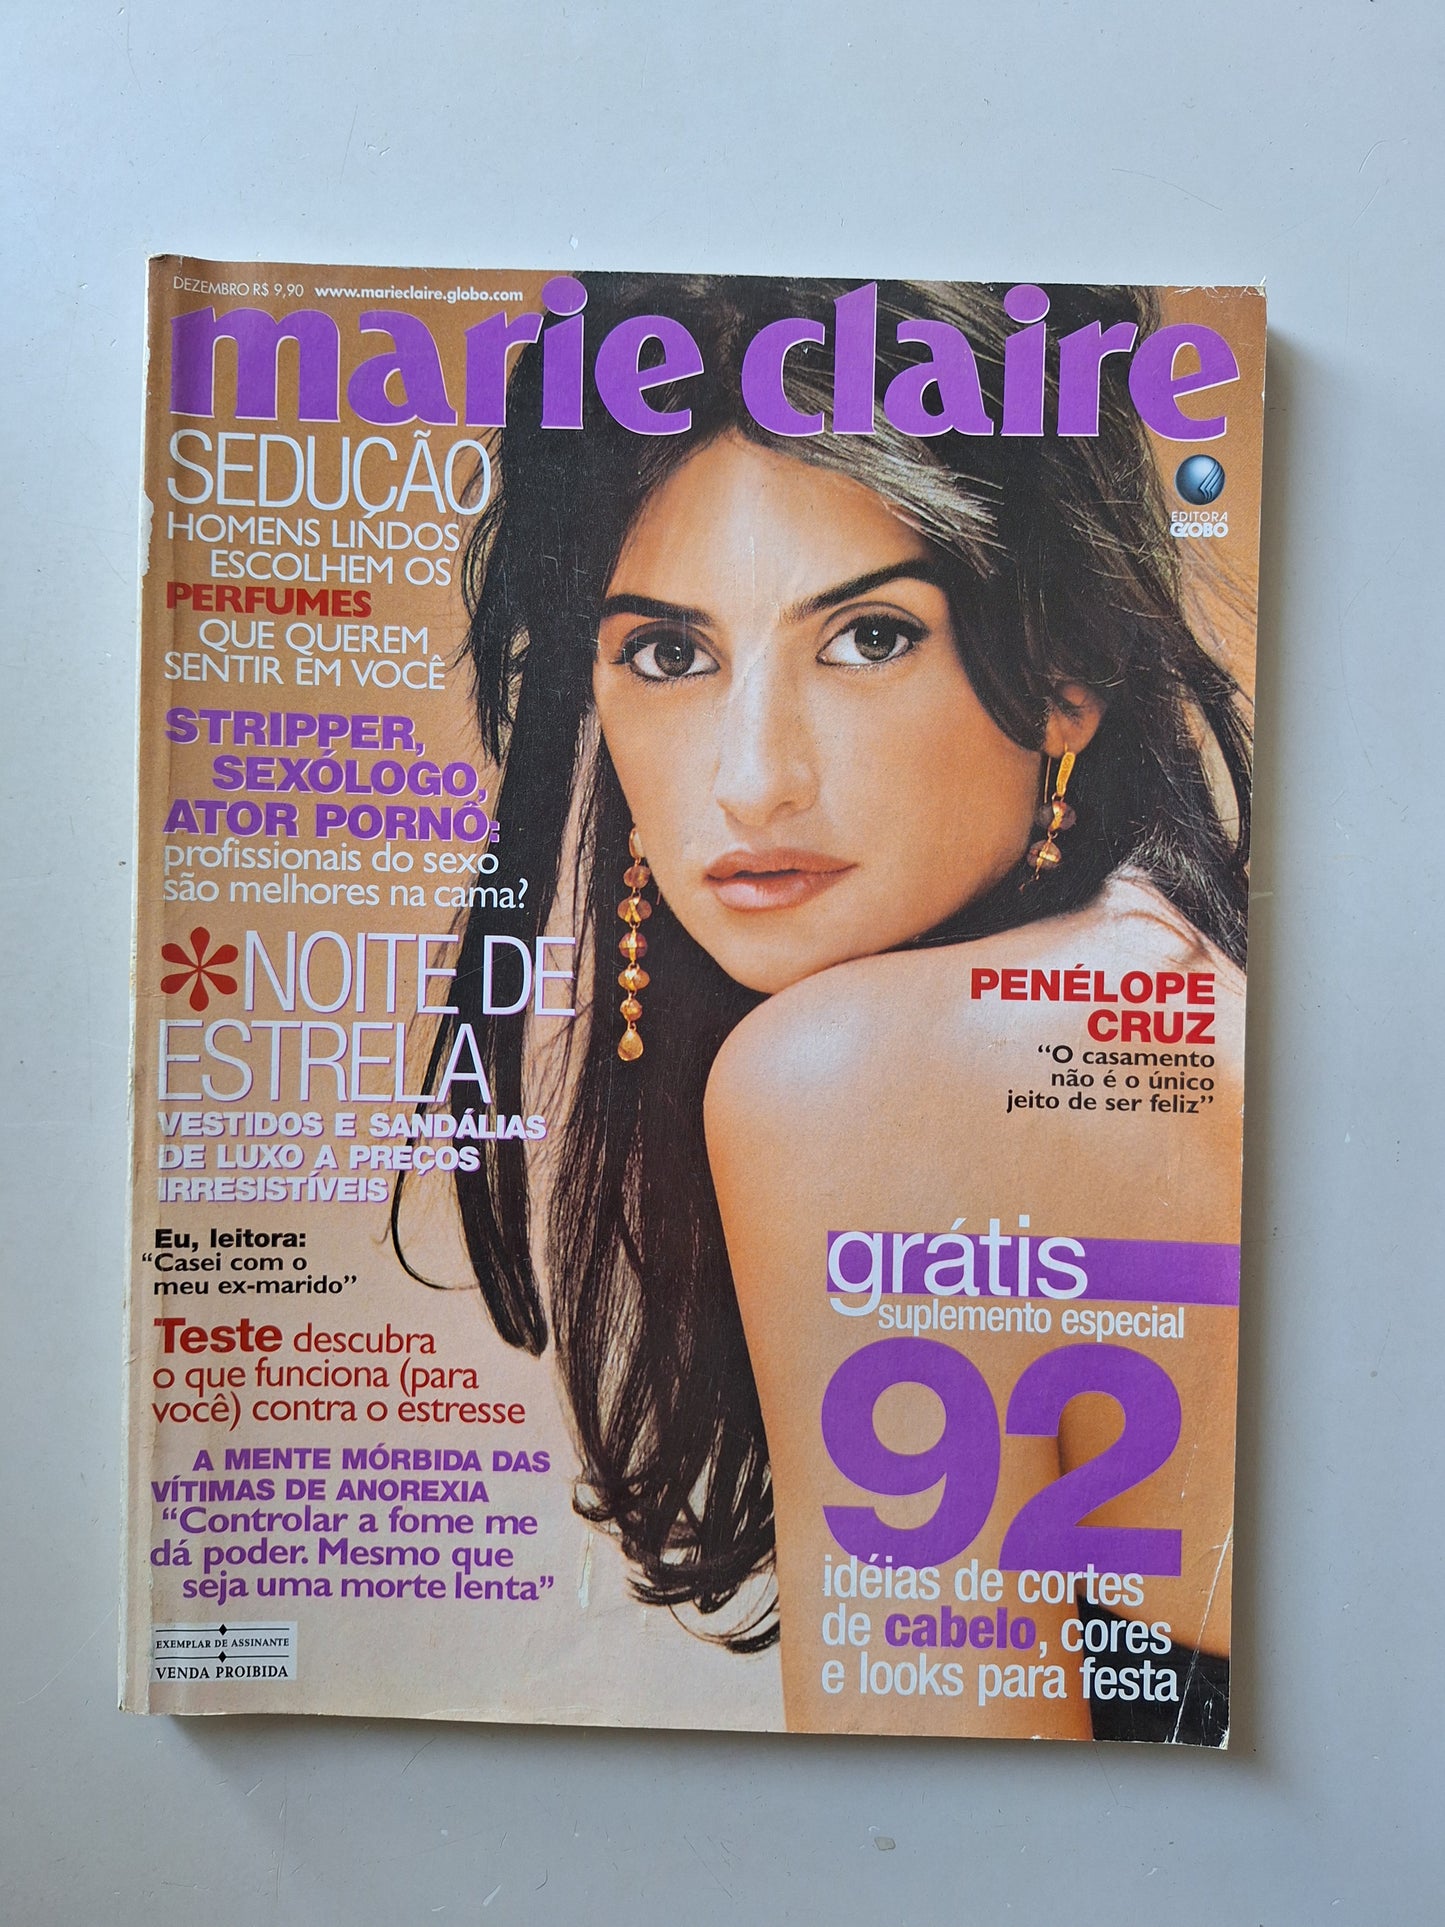 DEZEMBRO R$ 9,90 www.marieclaire.globo.com
marie claire
SEDUÇÃO
HOMENS LINDOS
ESCOLHEM OS
PERFUMES
QUE QUEREM
SENTIR EM VOCÊ
EDITORA
GLOBO
STRIPPER,
SEXÓLOGO,
ATOR PORNÔ:
profissionais do sexo
são melhores na cama?
*NOITE DE
ESTRELA
VESTIDOS E SANDÁLIAS
DE LUXO A PREÇOS
IRRESISTÍVEIS
PENÉLOPE
CRUZ
“O casamento
não é o único
jeito de ser feliz”
Eu, leitora:
“Casei com o
meu ex-marido”
Teste descubra
o que funciona (para
você) contra o estresse
A MENTE MÓRBIDA DAS
VÍTIMAS DE ANOREXIA
“Controlar a fome me
dá poder. Mesmo que
seja uma morte lenta”
grátis
suplemento especial
92
idéias de cortes
de cabelo, cores
e looks para festa
EXEMPLAR DE ASSINANTE
VENDA PROIBIDA